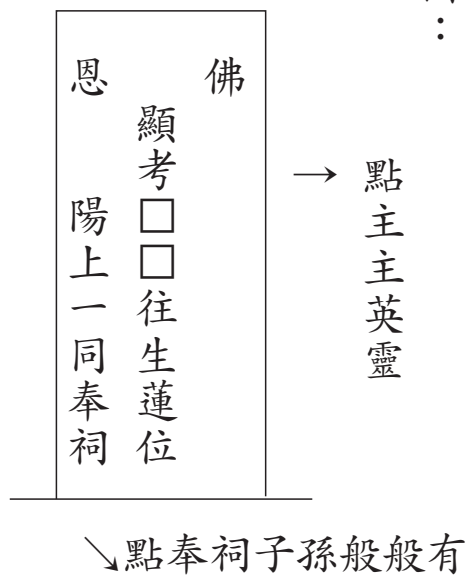 ：
→點主主英靈
佛
恩
顯考□□往生蓮位
陽上一同奉祠
↘點奉祠子孫般般有